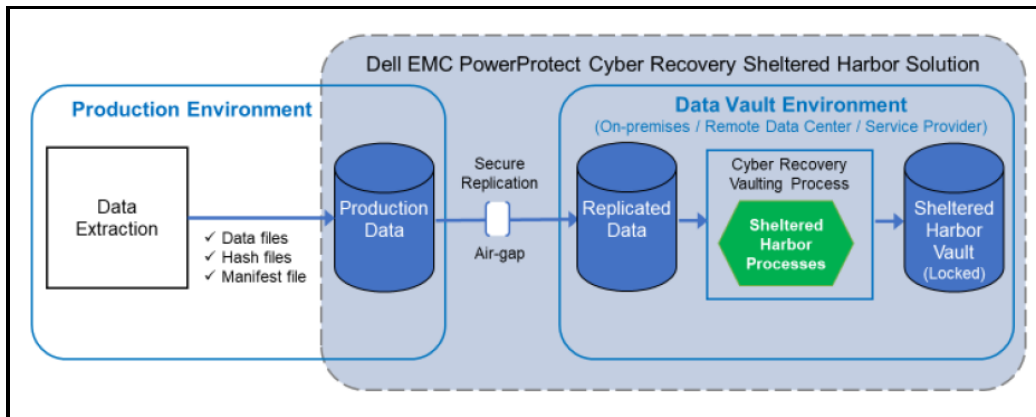 Dell EMC PowerProtect Cyber Recovery Sheltered Harbor Solution
Production Environment
Data
Extraction
✓ Data files
✓ Hash files
✓ Manifest file
Production
Data
Secure
Replication
Air-gap
Data Vault Environment
(On-premises / Remote Data Center / Service Provider)
Replicated
Data
Cyber Recovery
Vaulting Process
Sheltered
Harbor
Processes
Sheltered
Harbor
Vault
(Locked)